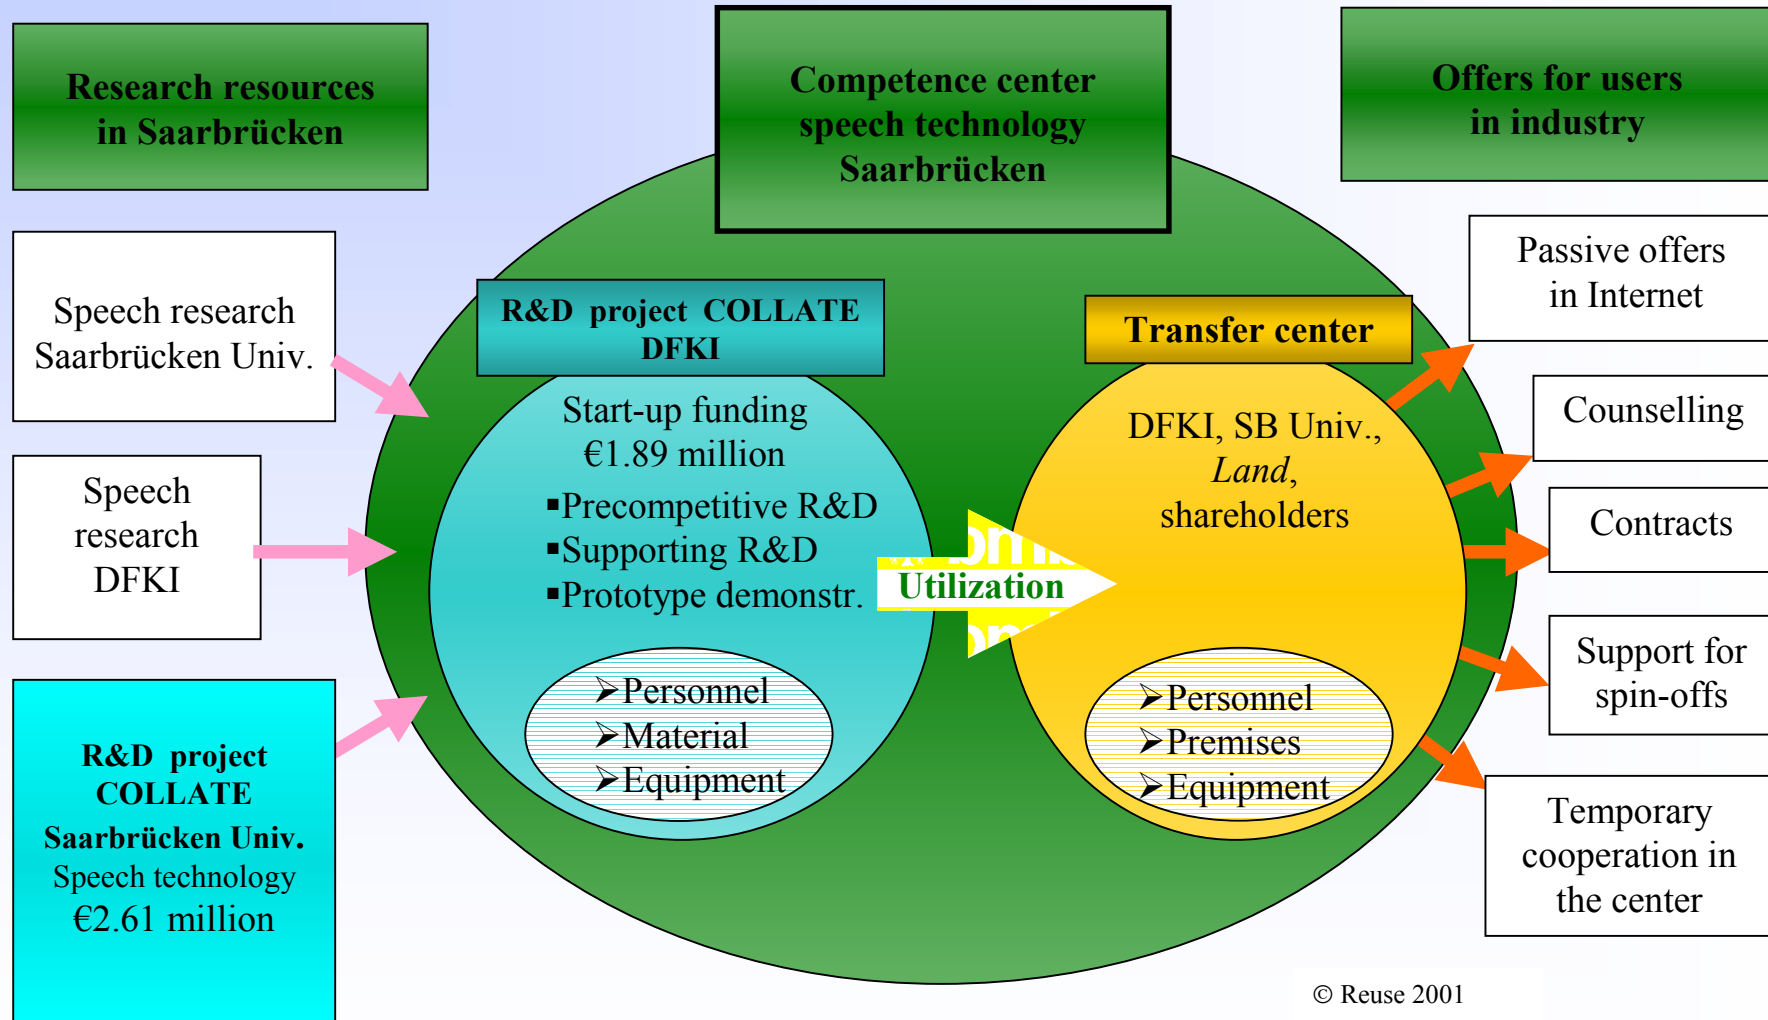 Research resources
in Saarbrücken
Competence center
speech technology
Saarbrücken
Offers for users
in industry
Speech research
Saarbrücken Univ.
Speech
research
DFKI
R&D project
COLLATE
Saarbrücken Univ.
Speech technology
€2.61 million
R&D project COLLATE
DFKI
Start-up funding
€1.89 million
▪Precompetitive R&D
▪Supporting R&D
▪Prototype demonstr.
➢Personnel
➢Material
➢Equipment
Utilization
Transfer center
DFKI, SB Univ.,
Land,
shareholders
➢Personnel
➢Premises
➢Equipment
Passive offers
in Internet
Counselling
Contracts
Support for
spin-offs
Temporary
cooperation in
the center
© Reuse 2001